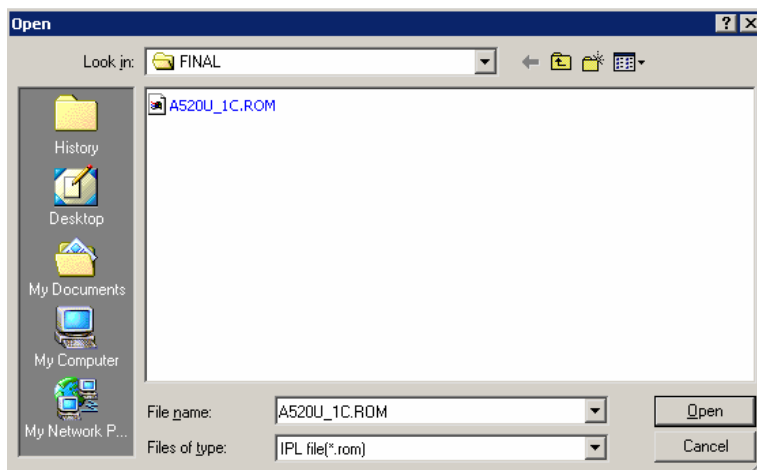 Open
Look in: FINAL
A520U_1C.ROM
History
Desktop
My Documents
My Computer
My Network P...
File name: A520U_1C.ROM Open
Files of type: IPL file(*.rom) Cancel